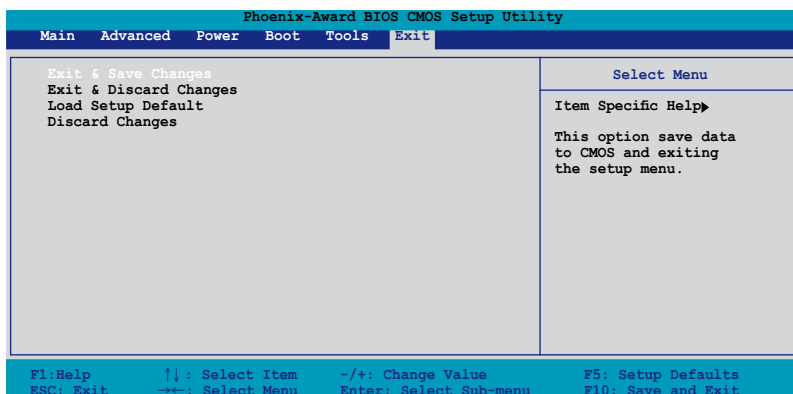 Phoenix-Award BIOS CMOS Setup Utility
Main Advanced Power Boot Tools Exit
Exit & Save Changes
Exit & Discard Changes
Load Setup Default
Discard Changes
Select Menu
Item Specific Help▶
This option save data
to CMOS and exiting
the setup menu.
F1:Help ↑↓: Select Item -/+: Change Value F5: Setup Defaults
ESC: Exit →←: Select Menu Enter: Select Sub-menu F10: Save and Exit